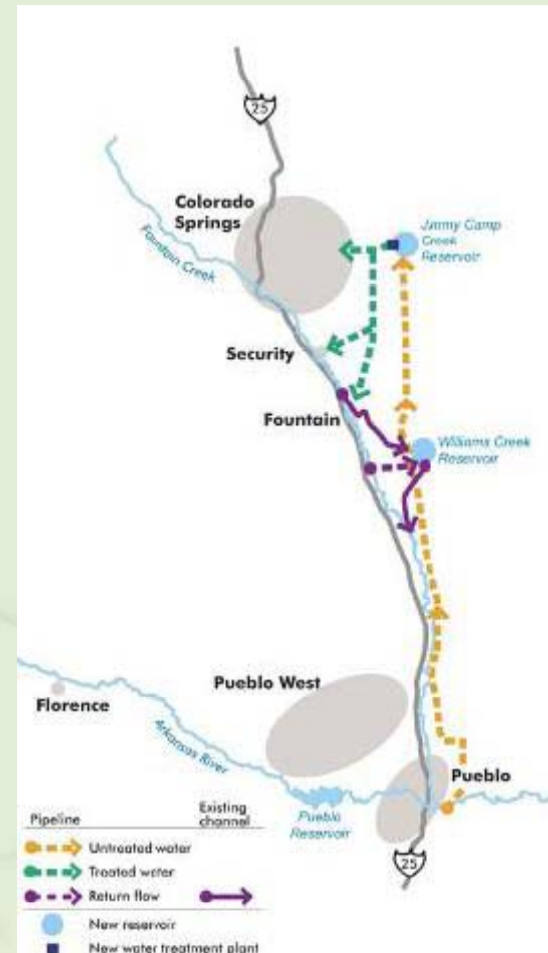 25
Colorado
Springs
Fountain Creek
Jimmy Camp
Creek
Reservoir
Security
Fountain
Williams Creek
Reservoir
Pueblo West
Florence
Arkansas River
Pueblo
Pueblo
Reservoir
25
Pipeline
Existing
channel
Untreated water
Treated water
Return flow
New reservoir
New water treatment plant